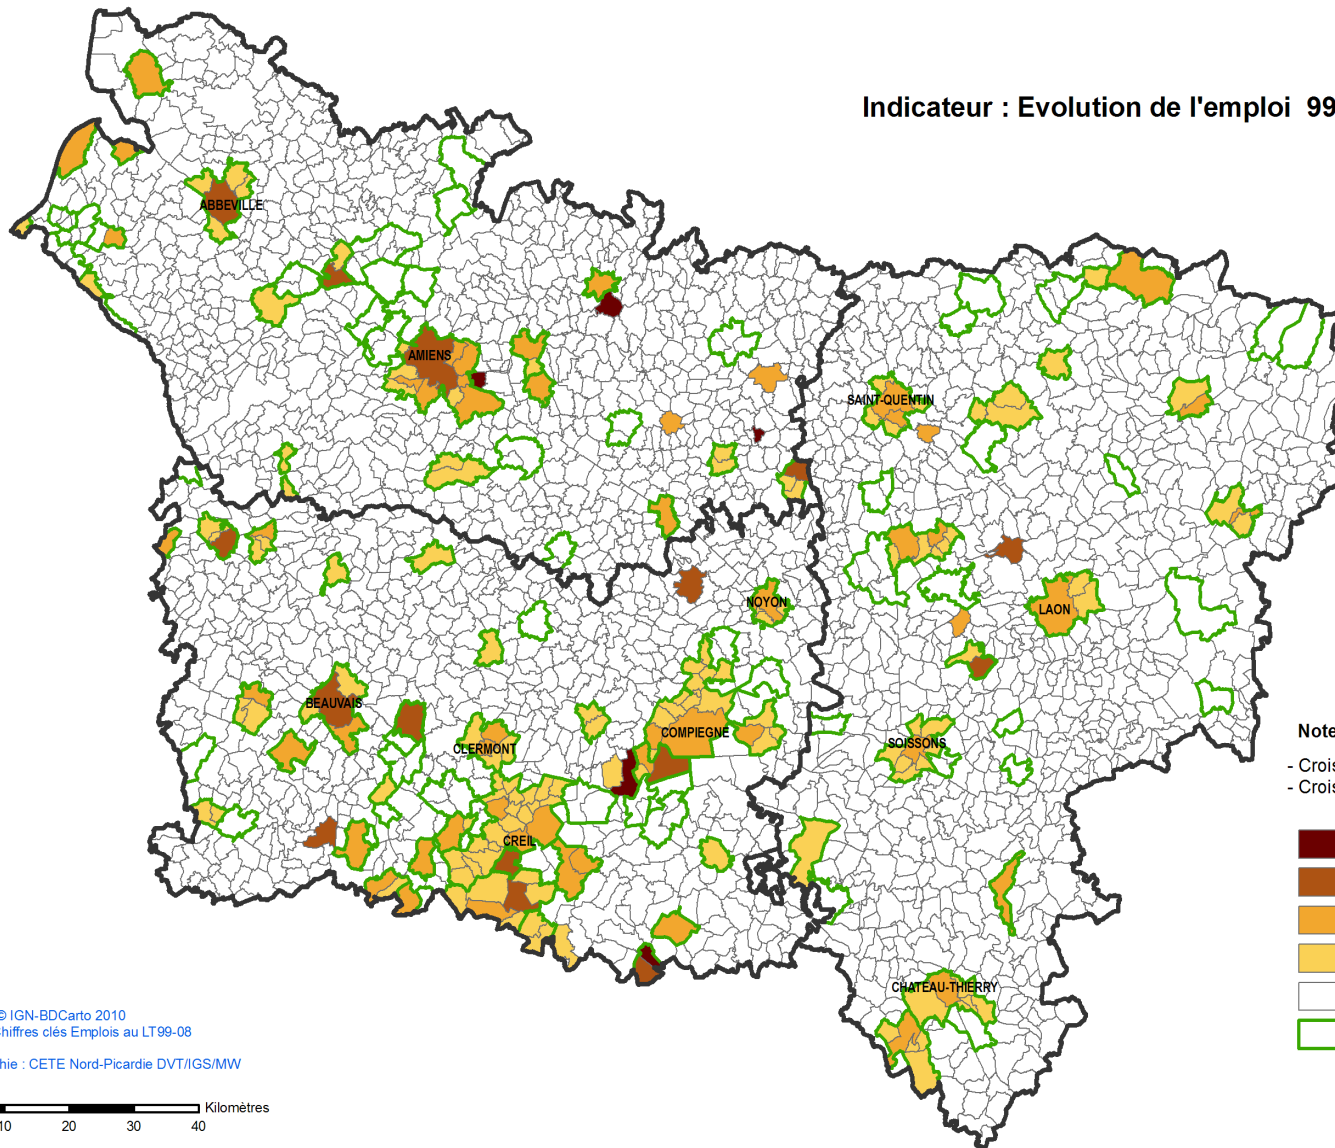 Indicateur : Evolution de l'emploi 99
ABBEVILLE
AMIENS
SAINT-QUENTIN
NOYON
LAON
BEAUVAIS
CLERMONT
COMPIEGNE
SOISSONS
CREIL
CHATEAU-THIERRY
Note
- Crois
- Crois
© IGN-BDCarto 2010
Chiffres clés Emplois au LT99-08
hie : CETE Nord-Picardie DVT/IGS/MW
Kilomètres
10 20 30 40